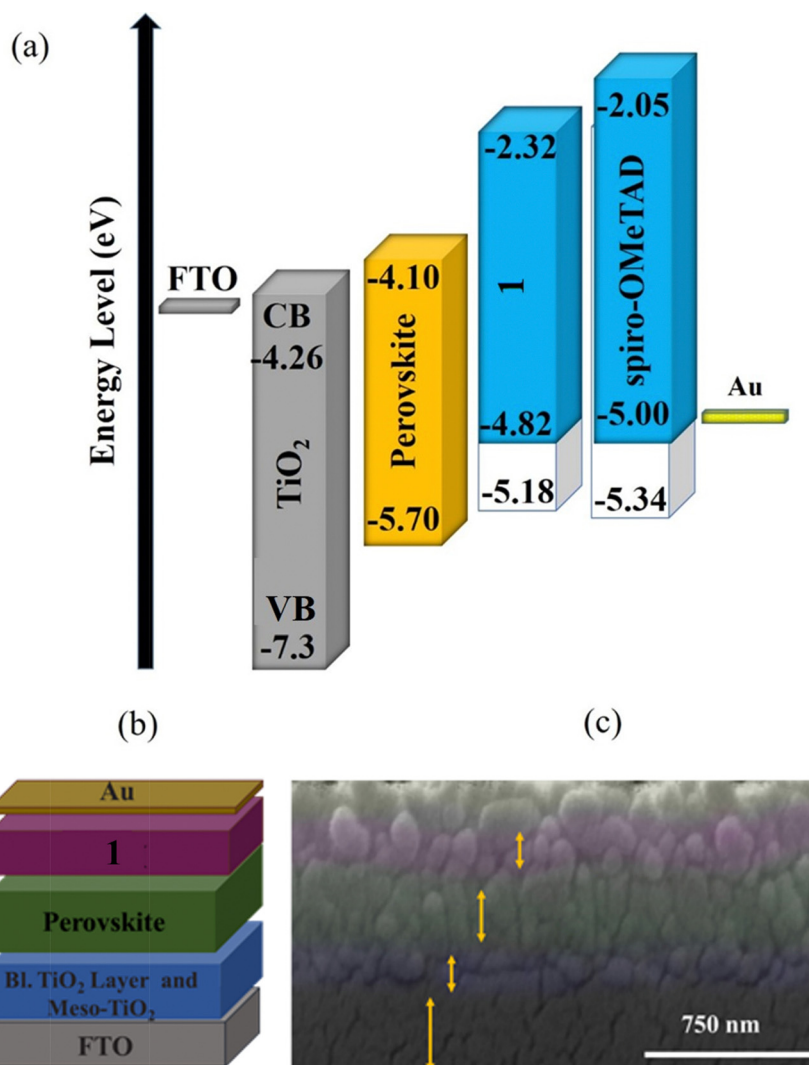 (a)
Energy Level (eV)
FTO
CB
-4.26
TiO₂
VB
-7.3
-4.10
Perovskite
-5.70
-2.32
1
-4.82
-5.18
-2.05
spiro-OMeTAD
-5.00
-5.34
Au
(b)
Au
1
Perovskite
Bl. TiO₂ Layer and
Meso-TiO₂
FTO
(c)
750 nm